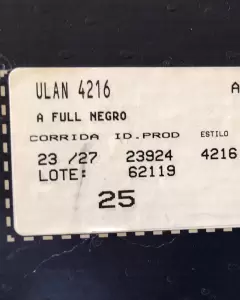 ULAN 4216 A
A FULL NEGRO
CORRIDA ID.PROD ESTILO
23 /27 23924 4216
LOTE: 62119
25